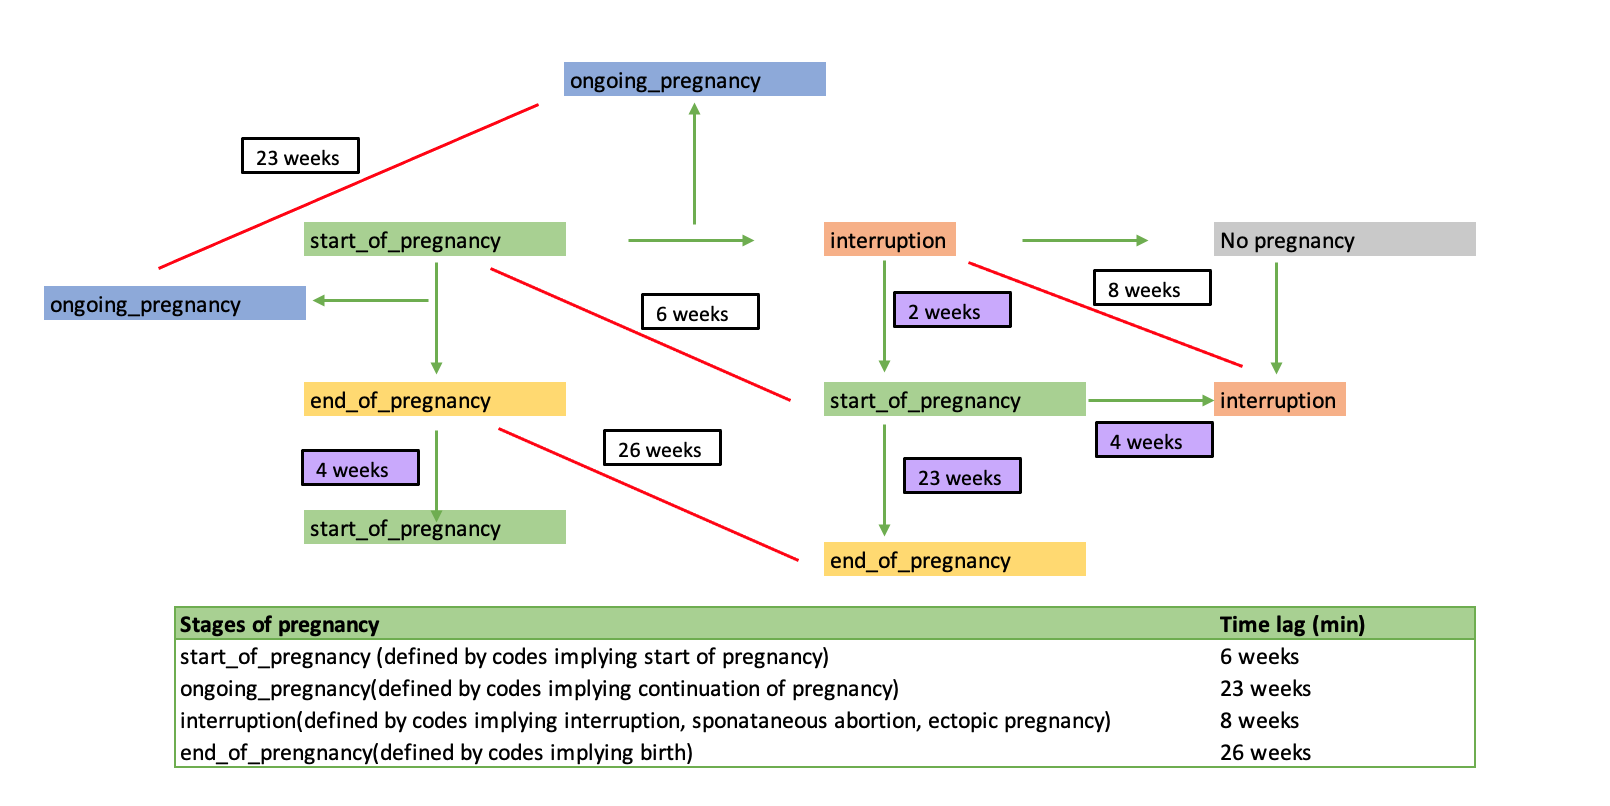 ongoing_pregnancy
23 weeks
start_of_pregnancy
interruption
No pregnancy
ongoing_pregnancy
6 weeks
2 weeks
8 weeks
end_of_pregnancy
start_of_pregnancy
interruption
4 weeks
26 weeks
4 weeks
23 weeks
start_of_pregnancy
end_of_pregnancy
Stages of pregnancy Time lag (min)
start_of_pregnancy (defined by codes implying start of pregnancy) 6 weeks
ongoing_pregnancy(defined by codes implying continuation of pregnancy) 23 weeks
interruption(defined by codes implying interruption, sponataneous abortion, ectopic pregnancy) 8 weeks
end_of_prengnancy(defined by codes implying birth) 26 weeks